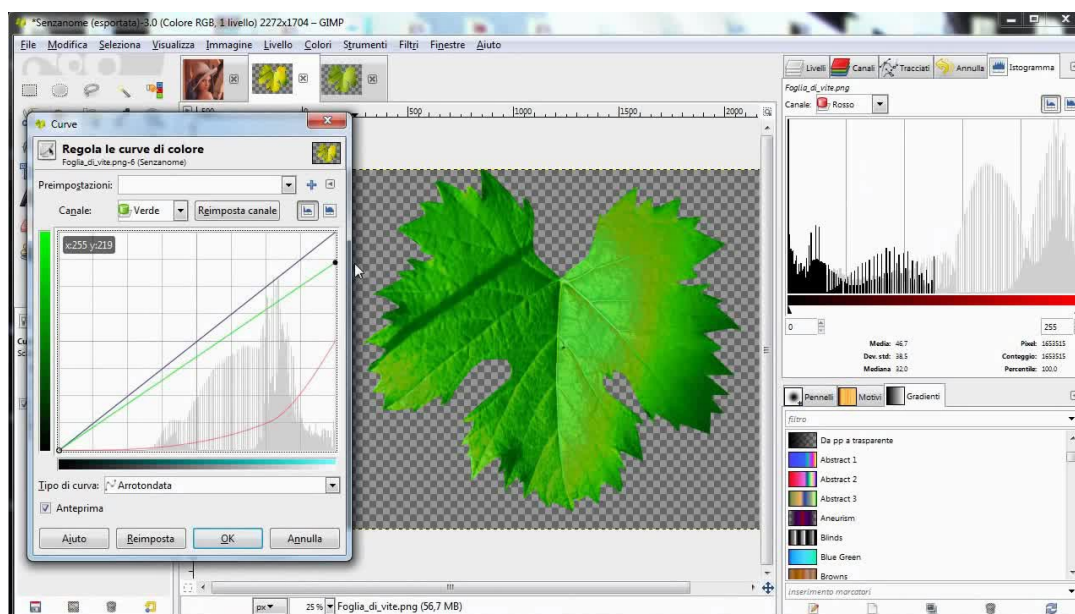 *Senzanome (esportata)-3.0 (Colore RGB, 1 livello) 2272x1704 – GIMP
File Modifica Seleziona Visualizza Immagine Livello Colori Strumenti Filtri Finestre Aiuto
Livelli Canali Tracciati Annulla Istogramma
Foglia_di_vite.png
Canale: Rosso
500 0 500 1000 1500 2000
Curve
Regola le curve di colore
Foglia_di_vite.png-6 (Senzanome)
Preimpostazioni:
Canale: Verde Reimposta canale
x:255 y:219
Tipo di curva: Arrotondata
Anteprima
Aiuto Reimposta OK Annulla
0 255
Media: 46.7 Pixel: 1653515
Dev. std: 38.5 Conteggio: 1653515
Mediana 32.0 Percentile: 100.0
Pennelli Motivi Gradienti
filtro
Da pp a trasparente
Abstract 1
Abstract 2
Abstract 3
Aneurism
Blinds
Blue Green
Browns
inserimento marcatori
px 25 % Foglia_di_vite.png (56,7 MB)